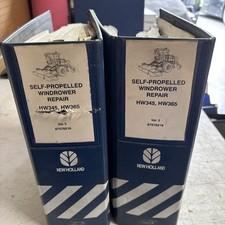 SELF-PROPELLED
WINDROWER
REPAIR
HW345, HW365
NEW HOLLAND
SELF-PROPELLED
WINDROWER
REPAIR
HW345, HW365
NEW HOLLAND